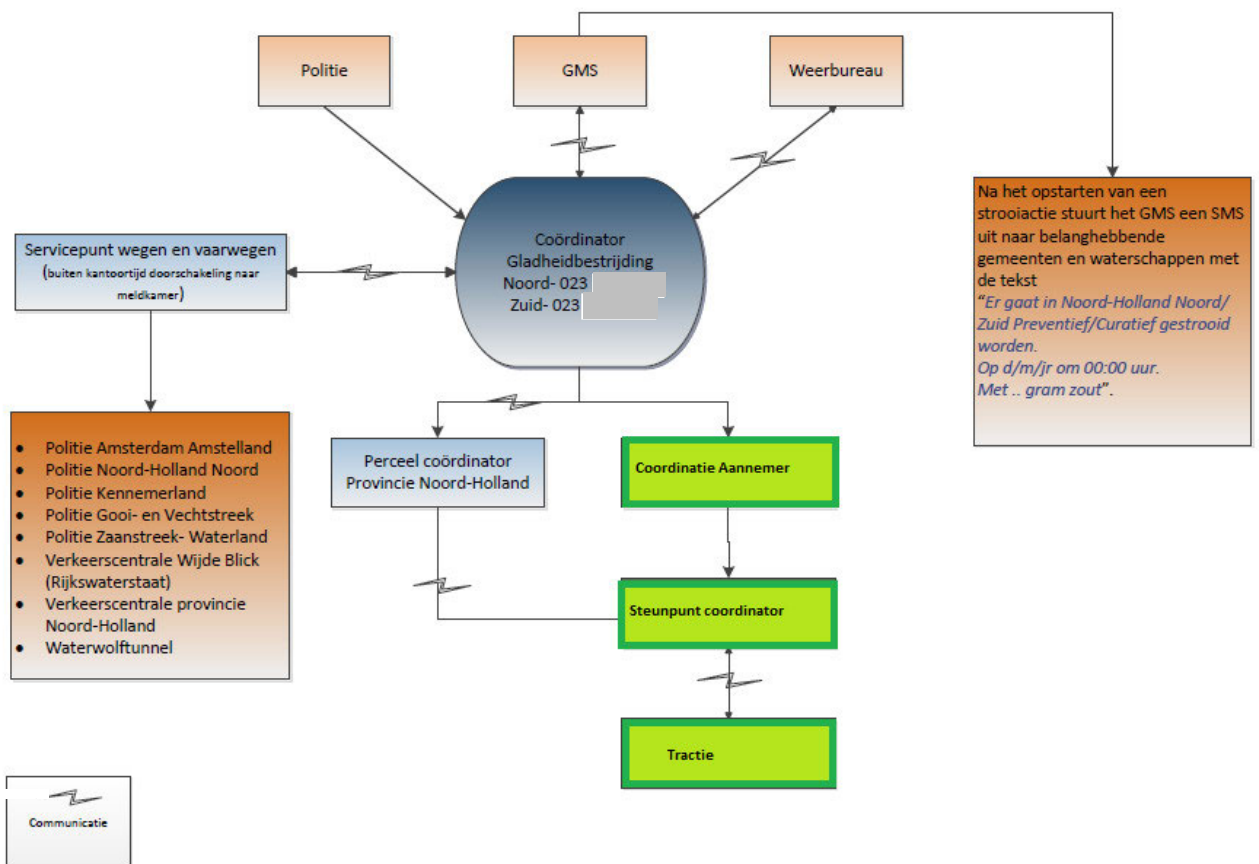 Politie
GMS
Weerbureau
Coördinator
Gladheidbestrijding
Noord- 023
Zuid- 023
Servicepunt wegen en vaarwegen
(buiten kantoortijd doorschakeling naar
meldkamer)
Na het opstarten van een
strooiactie stuurt het GMS een SMS
uit naar belanghebbende
gemeenten en waterschappen met
de tekst
“Er gaat in Noord-Holland Noord/
Zuid Preventief/Curatief gestrooid
worden.
Op d/m/jr om 00:00 uur.
Met .. gram zout”.
• Politie Amsterdam Amstelland
• Politie Noord-Holland Noord
• Politie Kennemerland
• Politie Gooi- en Vechtstreek
• Politie Zaanstreek- Waterland
• Verkeerscentrale Wijde Blick
(Rijkswaterstaat)
• Verkeerscentrale provincie
Noord-Holland
• Waterwolftunnel
Perceel coördinator
Provincie Noord-Holland
Coordinatie Aannemer
Steunpunt coordinator
Tractie
Communicatie